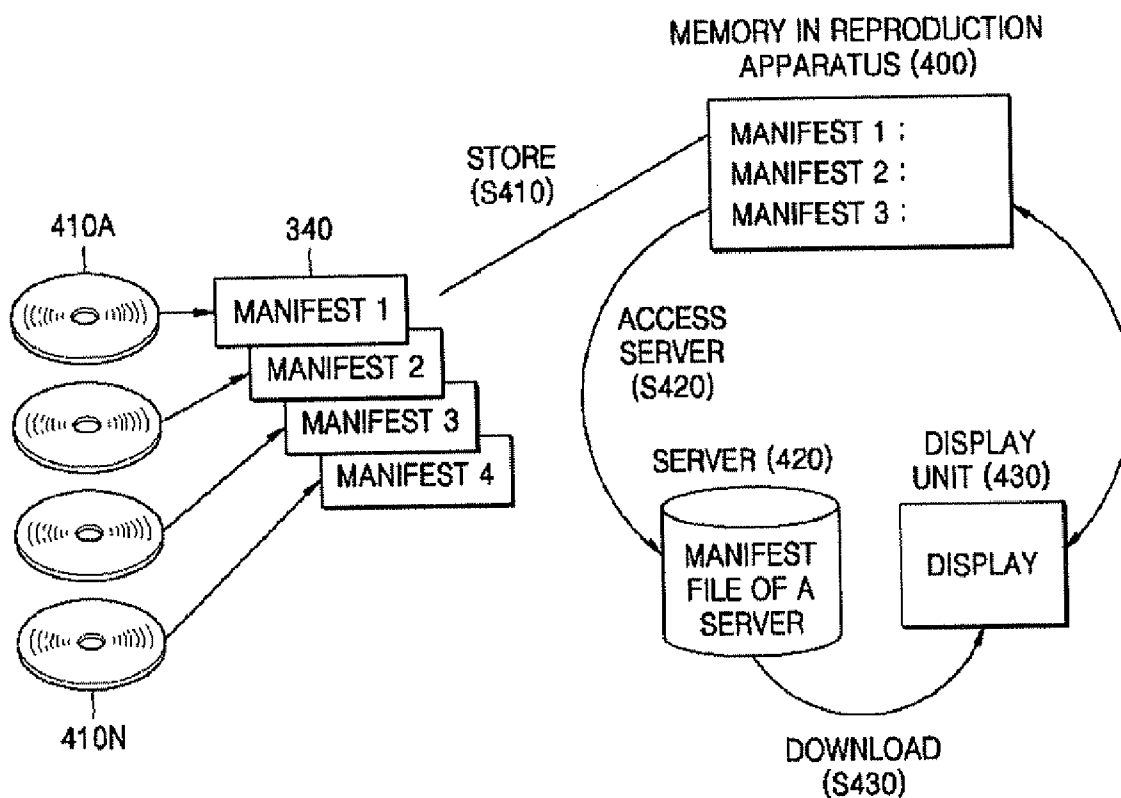 MEMORY IN REPRODUCTION
APPARATUS (400)
MANIFEST 1 :
MANIFEST 2 :
MANIFEST 3 :
STORE
(S410)
410A
340
MANIFEST 1
MANIFEST 2
MANIFEST 3
MANIFEST 4
410N
ACCESS
SERVER
(S420)
SERVER (420)
MANIFEST
FILE OF A
SERVER
DISPLAY
UNIT (430)
DISPLAY
DOWNLOAD
(S430)